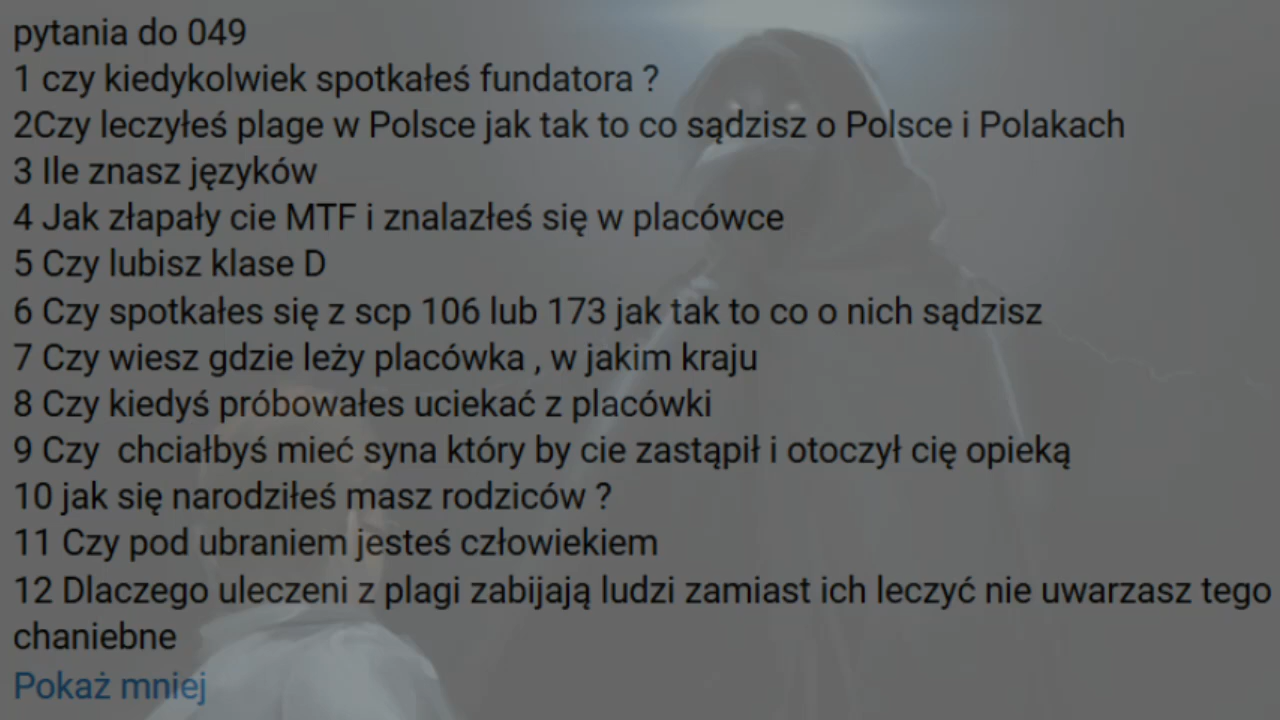 pytania do 049
1 czy kiedykolwiek spotkałeś fundatora ?
2Czy leczyłeś plage w Polsce jak tak to co sądzisz o Polsce i Polakach
3 Ile znasz języków
4 Jak złapały cie MTF i znalazłeś się w placówce
5 Czy lubisz klase D
6 Czy spotkałes się z scp 106 lub 173 jak tak to co o nich sądzisz
7 Czy wiesz gdzie leży placówka , w jakim kraju
8 Czy kiedyś próbowałes uciekać z placówki
9 Czy  chciałbyś mieć syna który by cie zastąpił i otoczył cię opieką
10 jak się narodziłeś masz rodziców ?
11 Czy pod ubraniem jesteś człowiekiem
12 Dlaczego uleczeni z plagi zabijają ludzi zamiast ich leczyć nie uwarzasz tego
chaniebne
Pokaż mniej